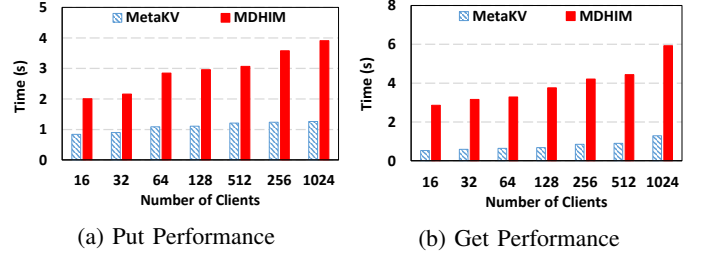 MetaKV MDHIM
5
4
3
2
1
0
Time (s)
16 32 64 128 512 256 1024
Number of Clients
(a) Put Performance
MetaKV MDHIM
8
6
4
2
0
Time (s)
16 32 64 128 256 512 1024
Number of Clients
(b) Get Performance